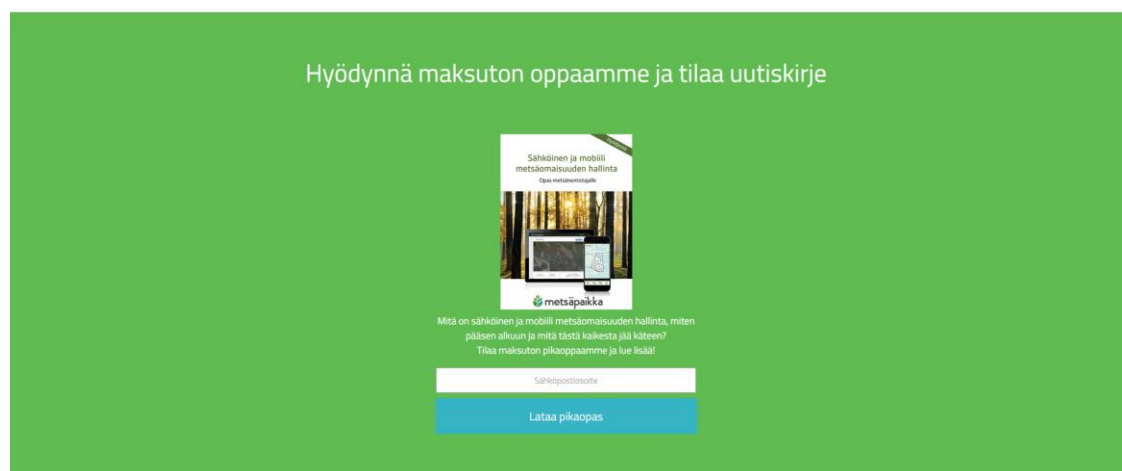 Hyödynnä maksuton oppaamme ja tilaa uutiskirje
Sähköinen ja mobiili
metsäomaisuuden hallinta
Opas metsänomistajalle
metsäpaikka
Mitä on sähköinen ja mobiili metsäomaisuuden hallinta, miten
pääsen alkuun ja mitä tästä kaikesta jää käteen?
Tilaa maksuton pikaoppaamme ja lue lisää!
Sähköpostiosoite
Lataa pikaopas